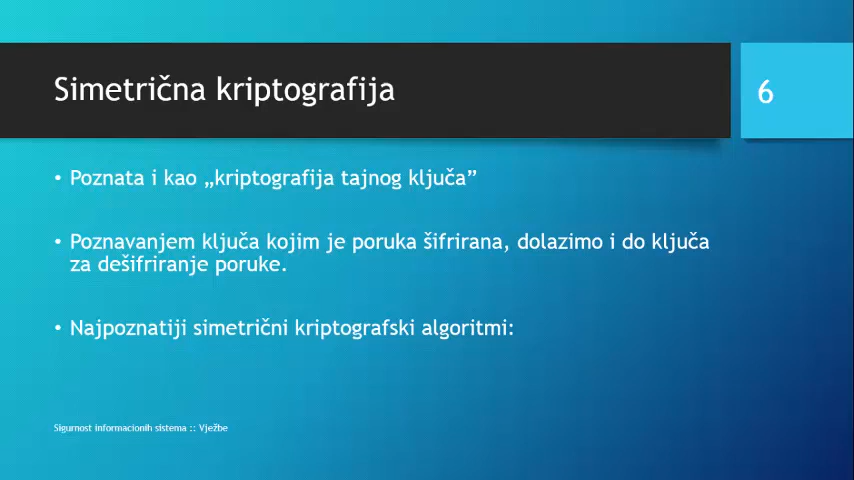 Simetrična kriptografija
6
• Poznata i kao „kriptografija tajnog ključa”
• Poznavanjem ključa kojim je poruka šifrirana, dolazimo i do ključa
za dešifriranje poruke.
• Najpoznatiji simetrični kriptografski algoritmi:
Sigurnost informacionih sistema :: Vježbe